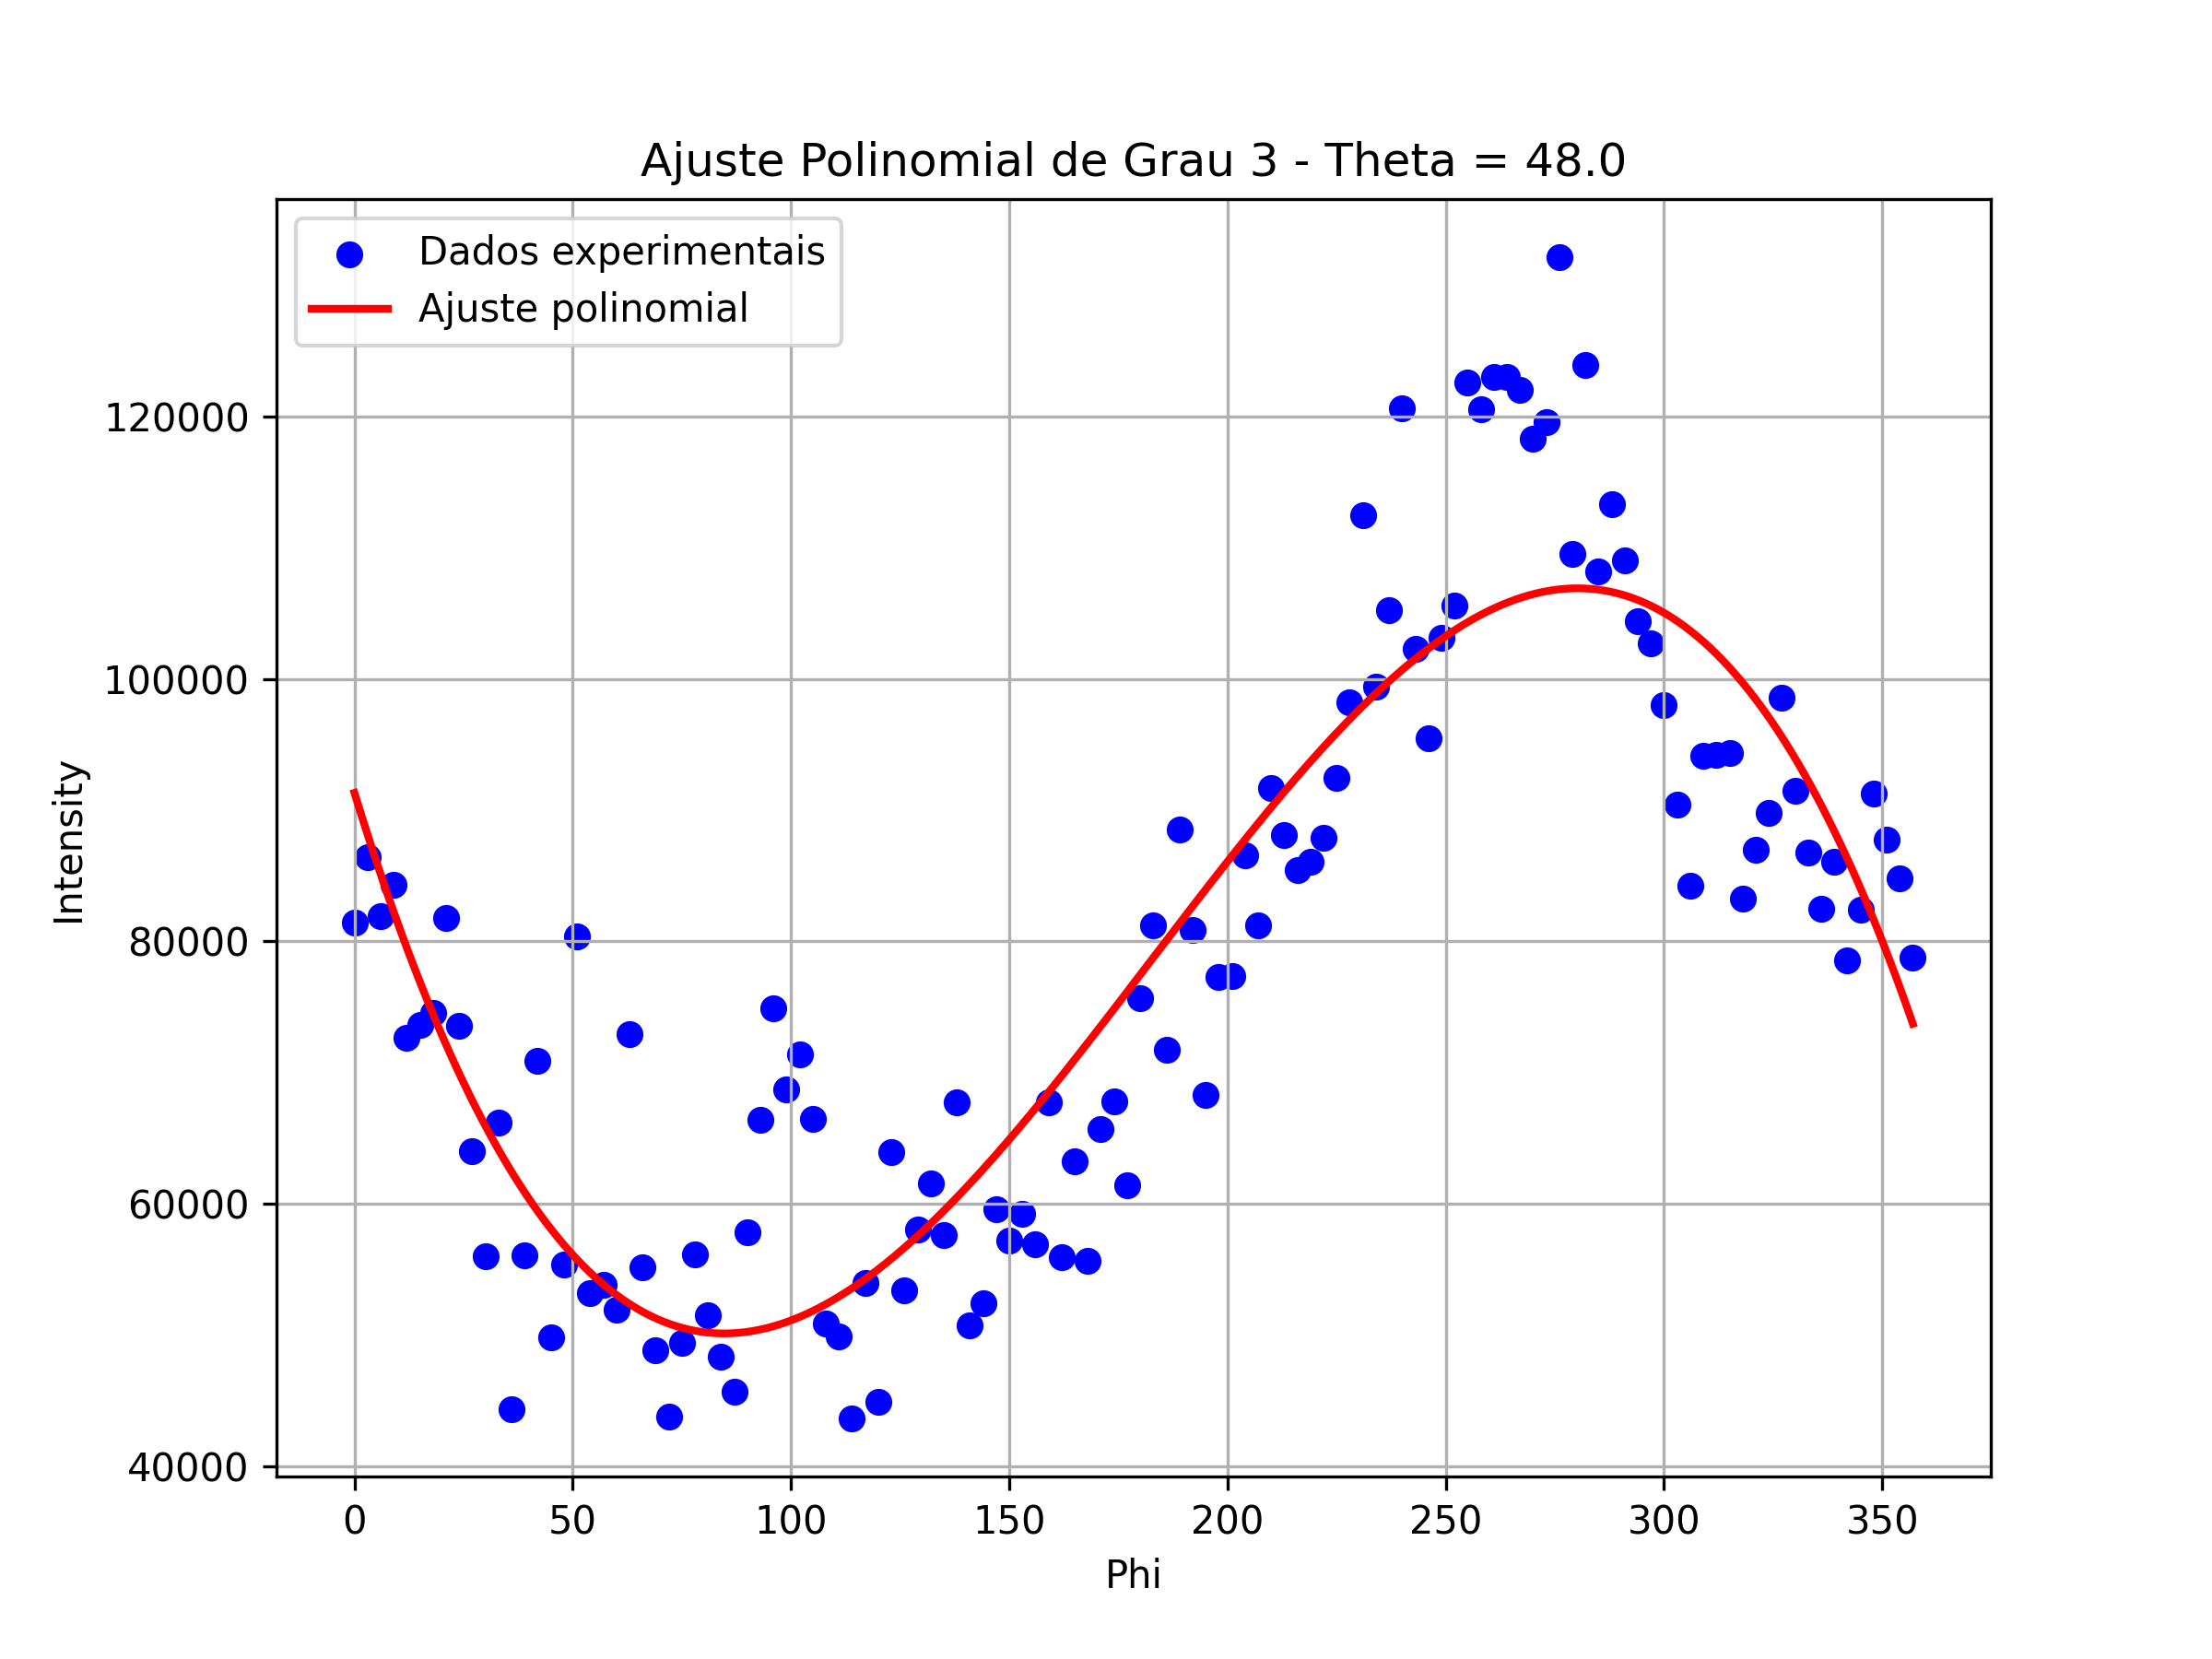 Ajuste Polinomial de Grau 3 - Theta = 48.0
Dados experimentais
Ajuste polinomial
Intensity
120000
100000
80000
60000
40000
0 50 100 150 200 250 300 350
Phi